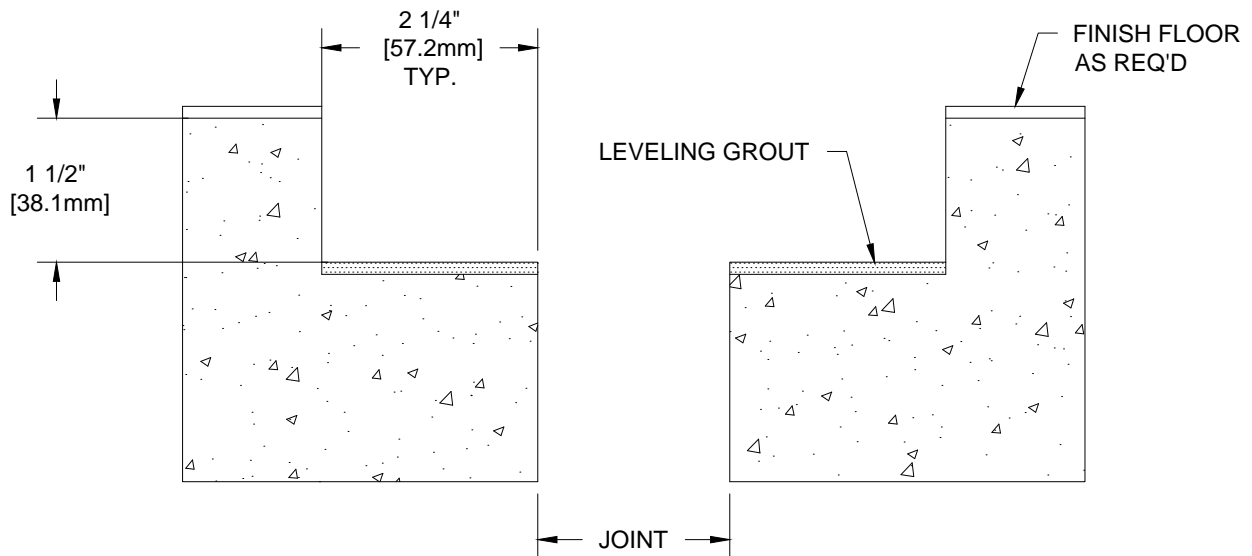 2 1/4"
[57.2mm]
TYP.
FINISH FLOOR
AS REQ'D
LEVELING GROUT
1 1/2"
[38.1mm]
JOINT